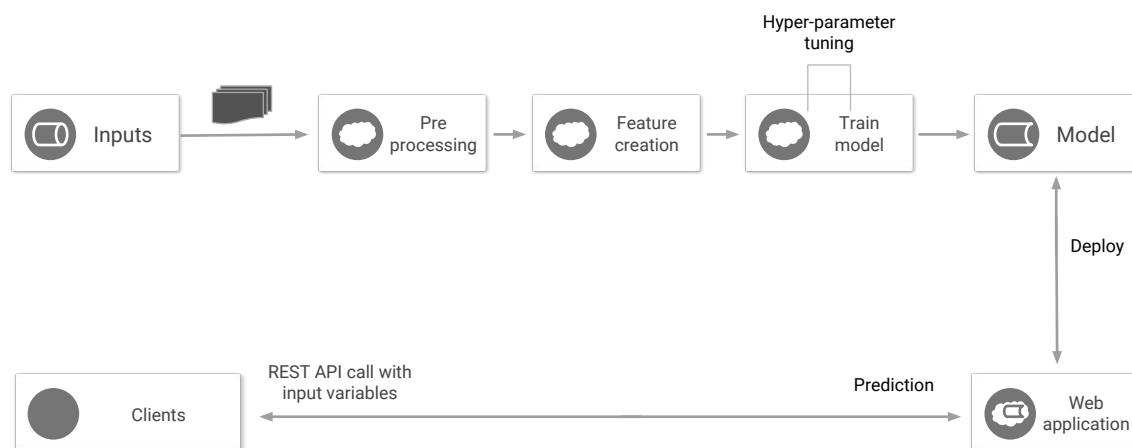 Hyper-parameter
tuning
Inputs
Pre
processing
Feature
creation
Train
model
Model
Deploy
REST API call with
input variables
Prediction
Clients
Web
application